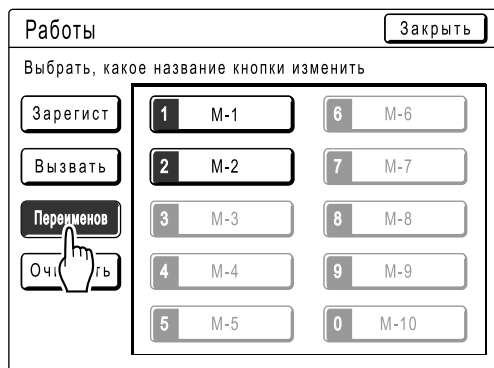 Работы
Закрыть
Выбрать, какое название кнопки изменить
Зарегист
Вызвать
Переименов
1 М-1
2 М-2
3 М-3
4 М-4
5 М-5
6 М-6
7 М-7
8 М-8
9 М-9
0 М-10